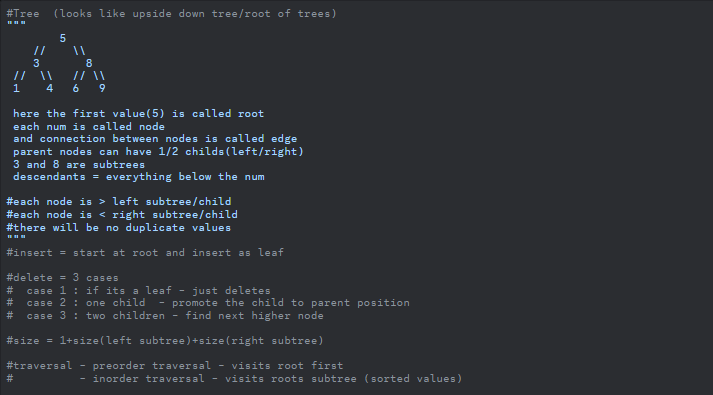 #Tree  (looks like upside down tree/root of trees)
"""
        5
    //     \\
    3       8
 //  \\   // \\
 1    4   6   9

 here the first value(5) is called root
 each num is called node
 and connection between nodes is called edge
 parent nodes can have 1/2 childs(left/right)
 3 and 8 are subtrees
 descendants = everything below the num

#each node is > left subtree/child
#each node is < right subtree/child
#there will be no duplicate values
"""
#insert = start at root and insert as leaf

#delete = 3 cases
#  case 1 : if its a leaf - just deletes
#  case 2 : one child  - promote the child to parent position
#  case 3 : two children - find next higher node

#size = 1+size(left subtree)+size(right subtree)

#traversal - preorder traversal - visits root first
#          - inorder traversal - visits roots subtree (sorted values)